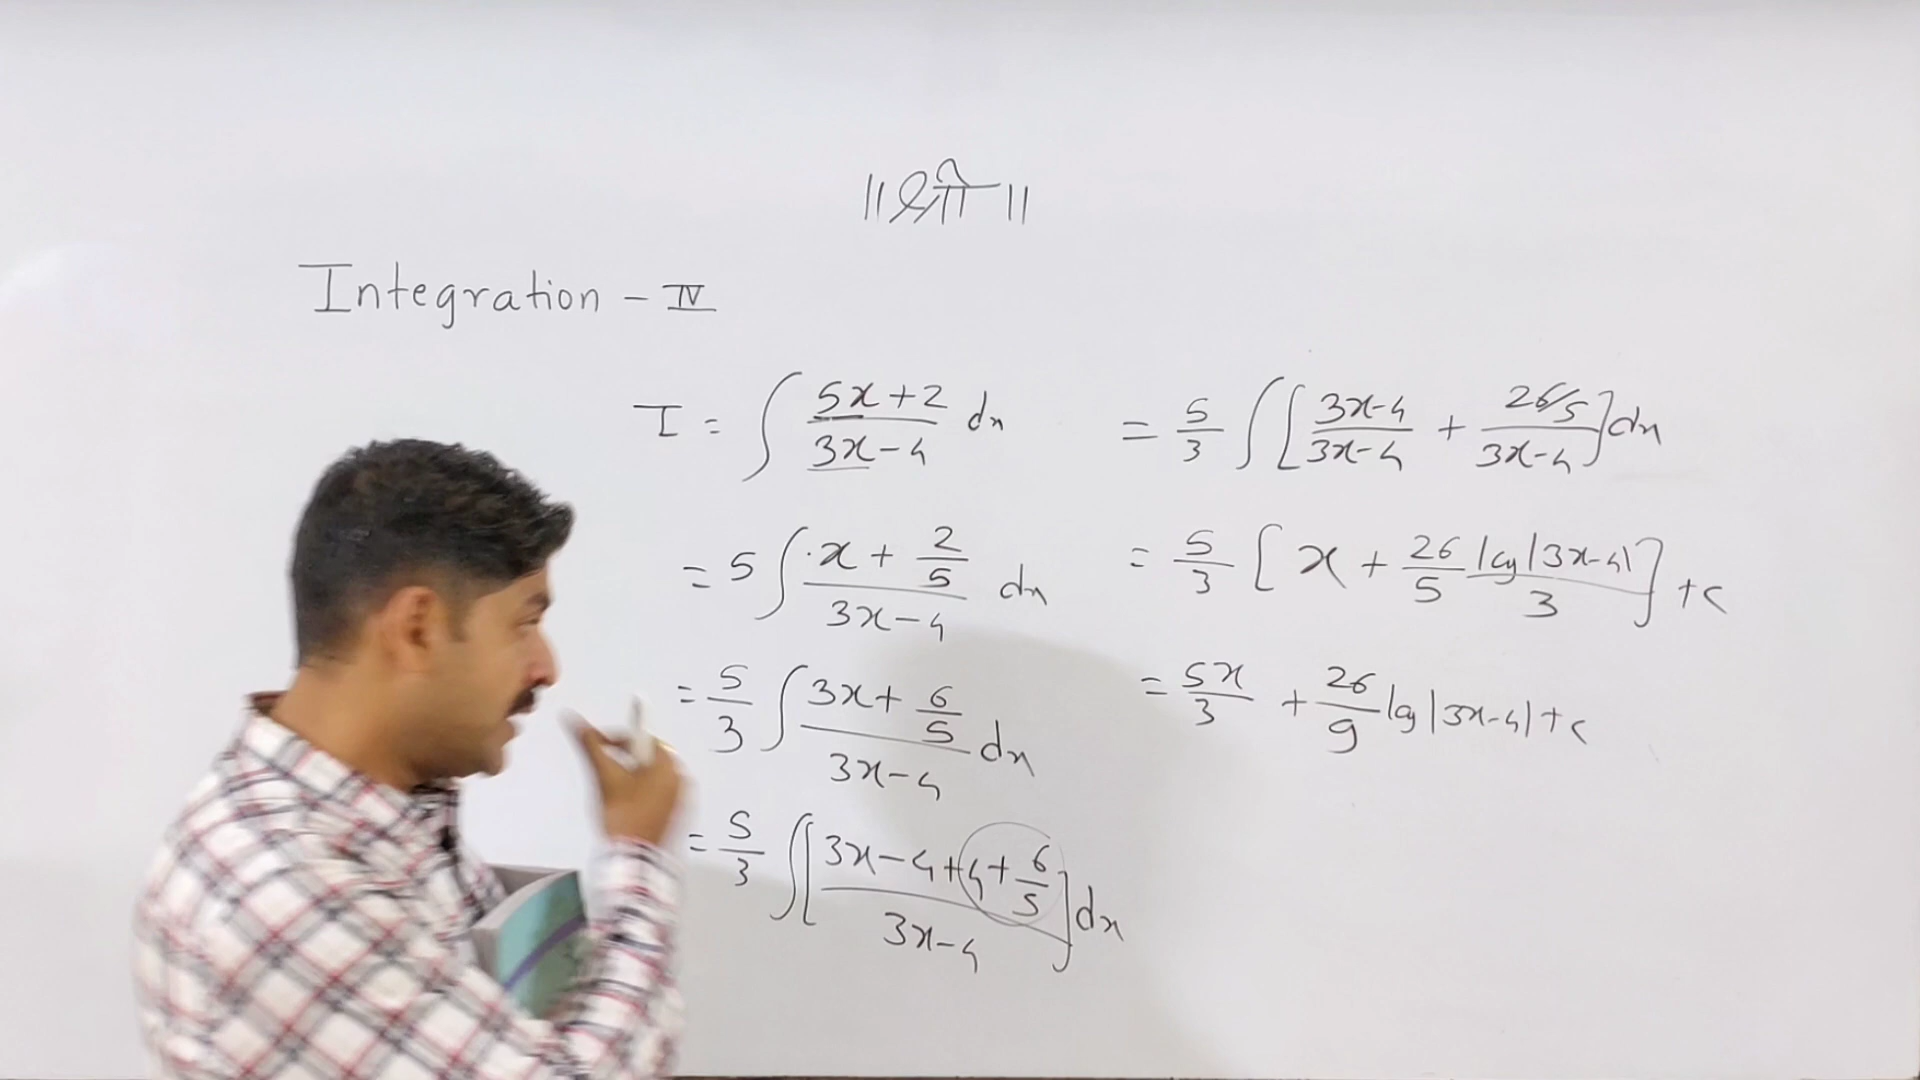 ॥ श्री ॥
Integration - IV
I = ∫ (5x+2)/(3x-4) dx
= 5 ∫ (x + 2/5)/(3x-4) dx
= 5/3 ∫ (3x + 6/5)/(3x-4) dx
= 5/3 ∫ [(3x-4+4+6/5)/(3x-4)] dx
= 5/3 ∫ [(3x-4)/(3x-4) + (26/5)/(3x-4)] dx
= 5/3 [x + 26/5 log|3x-4|/3] + c
= 5x/3 + 26/9 log|3x-4| + c